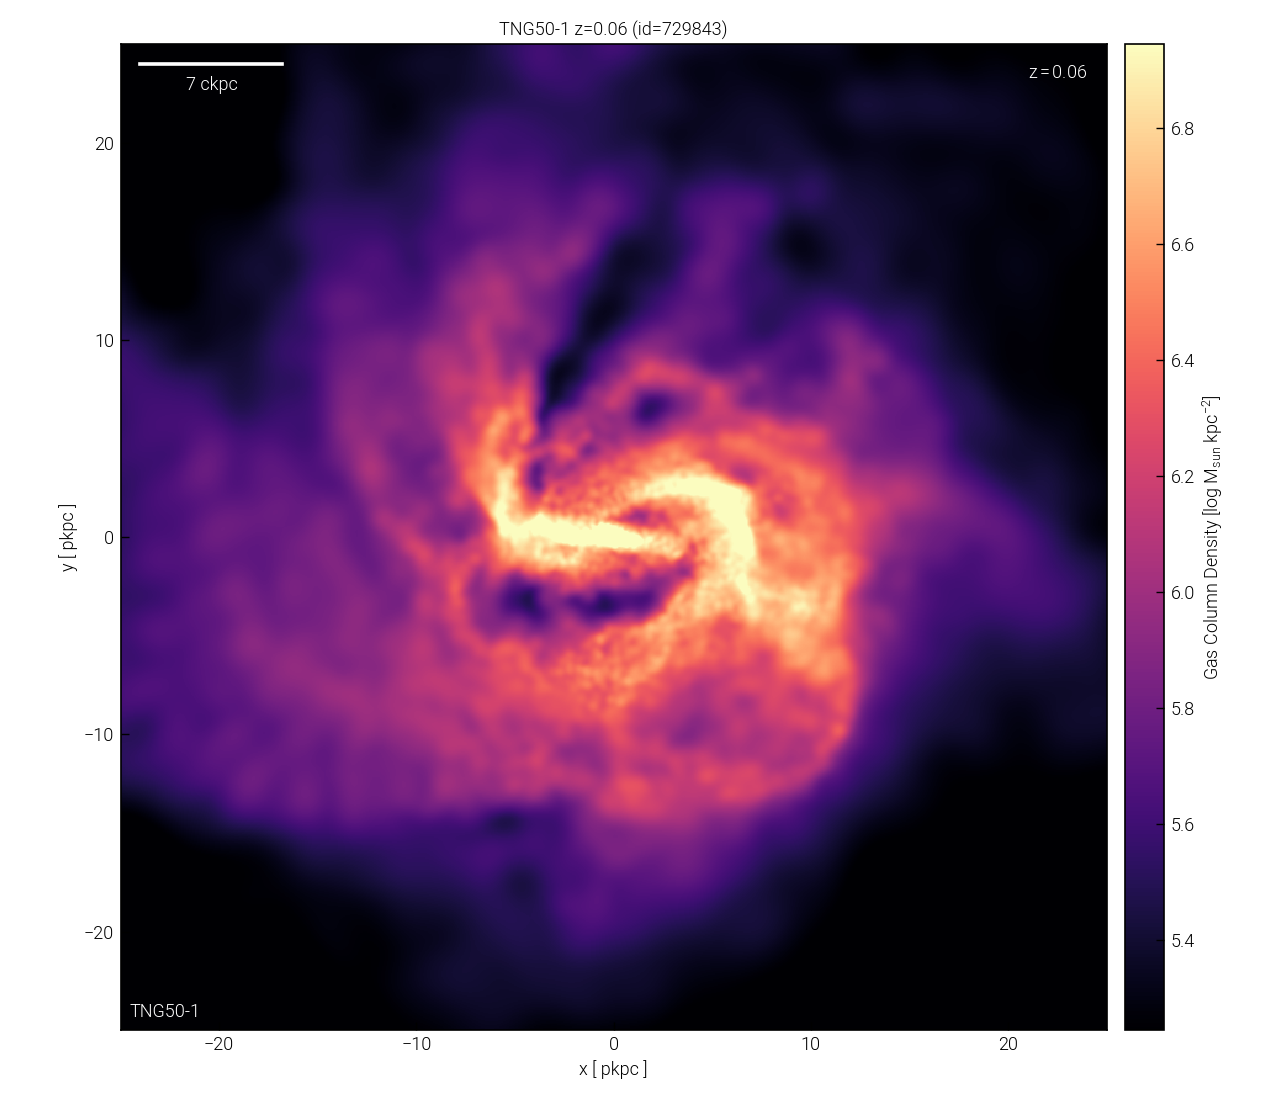 TNG50-1 z=0.06 (id=729843)
7 ckpc
z=0.06
TNG50-1
20
10
0
−10
−20
y [ pkpc ]
−20
−10
0
10
20
x [ pkpc ]
6.8
6.6
6.4
6.2
6.0
5.8
5.6
5.4
Gas Column Density [log M_sun kpc⁻²]